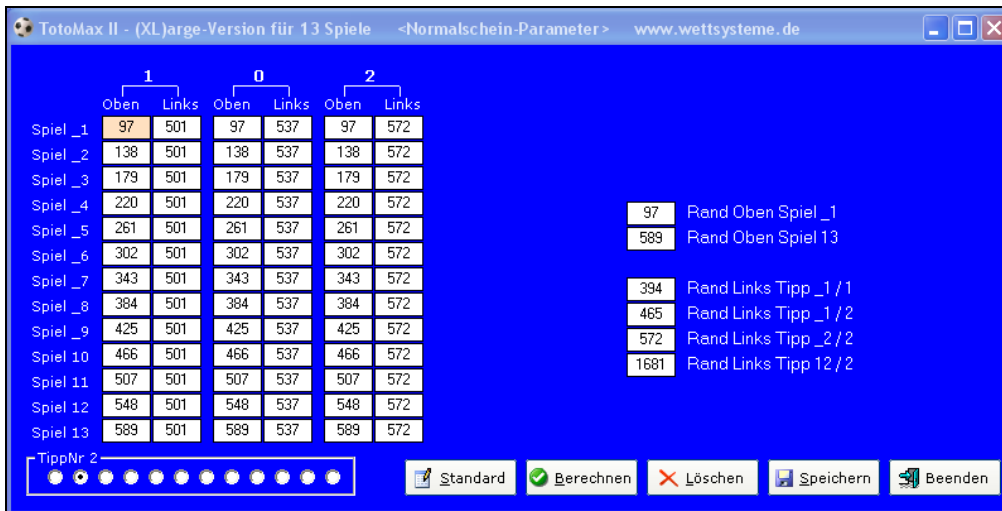 TotoMax II - (XL)arge-Version für 13 Spiele <Normalschein-Parameter> www.wettsysteme.de
1 0 2
Oben Links Oben Links Oben Links
Spiel _1 97 501 97 537 97 572
Spiel _2 138 501 138 537 138 572
Spiel _3 179 501 179 537 179 572
Spiel _4 220 501 220 537 220 572
Spiel _5 261 501 261 537 261 572
Spiel _6 302 501 302 537 302 572
Spiel _7 343 501 343 537 343 572
Spiel _8 384 501 384 537 384 572
Spiel _9 425 501 425 537 425 572
Spiel 10 466 501 466 537 466 572
Spiel 11 507 501 507 537 507 572
Spiel 12 548 501 548 537 548 572
Spiel 13 589 501 589 537 589 572
97 Rand Oben Spiel _1
589 Rand Oben Spiel 13
394 Rand Links Tipp _1 / 1
465 Rand Links Tipp _1 / 2
572 Rand Links Tipp _2 / 2
1681 Rand Links Tipp 12 / 2
TippNr 2
Standard Berechnen Löschen Speichern Beenden